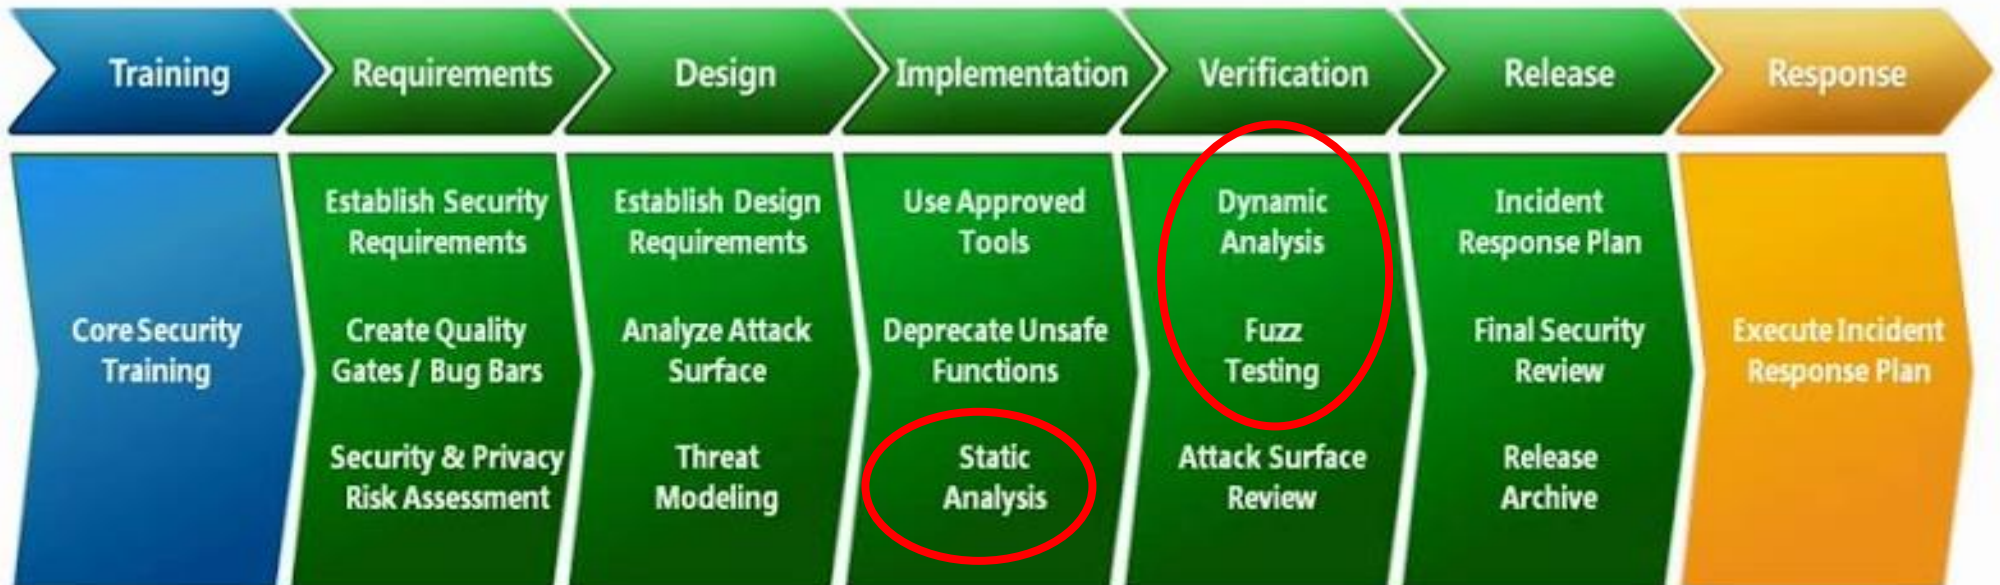 Training
Requirements
Design
Implementation
Verification
Release
Response
Core Security
Training
Establish Security
Requirements
Create Quality
Gates / Bug Bars
Security & Privacy
Risk Assessment
Establish Design
Requirements
Analyze Attack
Surface
Threat
Modeling
Use Approved
Tools
Deprecate Unsafe
Functions
Static
Analysis
Dynamic
Analysis
Fuzz
Testing
Attack Surface
Review
Incident
Response Plan
Final Security
Review
Release
Archive
Execute Incident
Response Plan